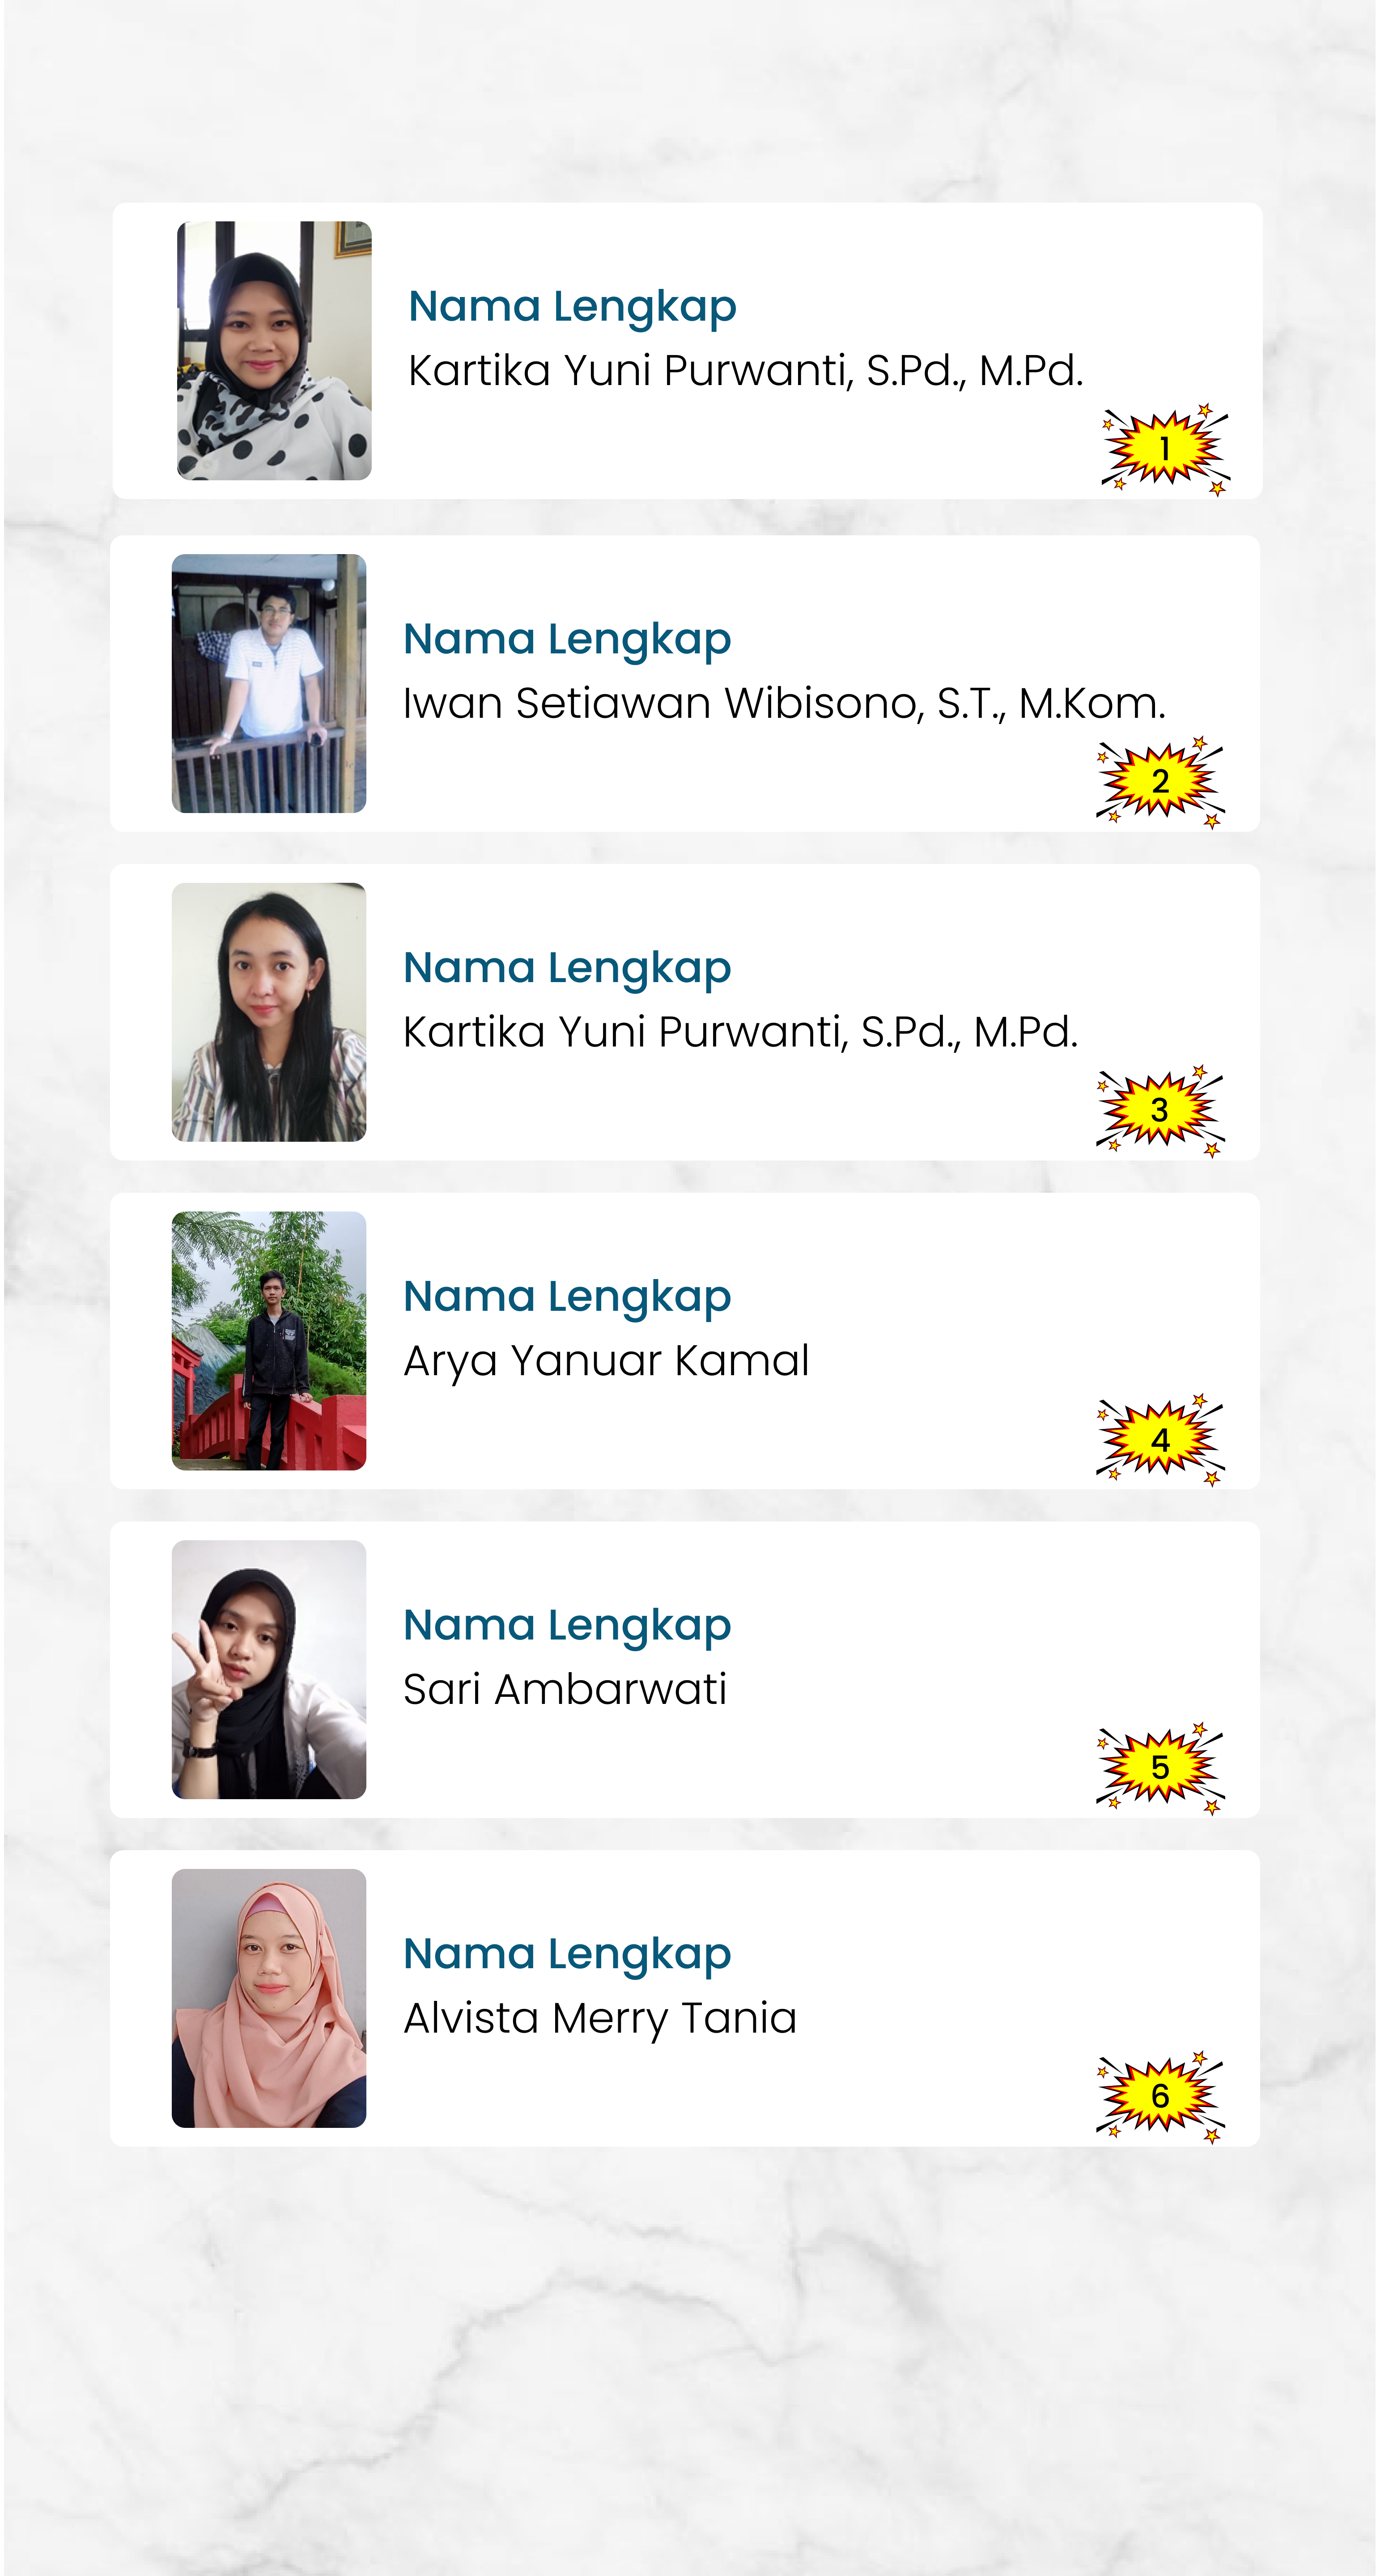 Nama Lengkap
Kartika Yuni Purwanti, S.Pd., M.Pd.
1
Nama Lengkap
Iwan Setiawan Wibisono, S.T., M.Kom.
2
Nama Lengkap
Kartika Yuni Purwanti, S.Pd., M.Pd.
3
Nama Lengkap
Arya Yanuar Kamal
4
Nama Lengkap
Sari Ambarwati
5
Nama Lengkap
Alvista Merry Tania
6